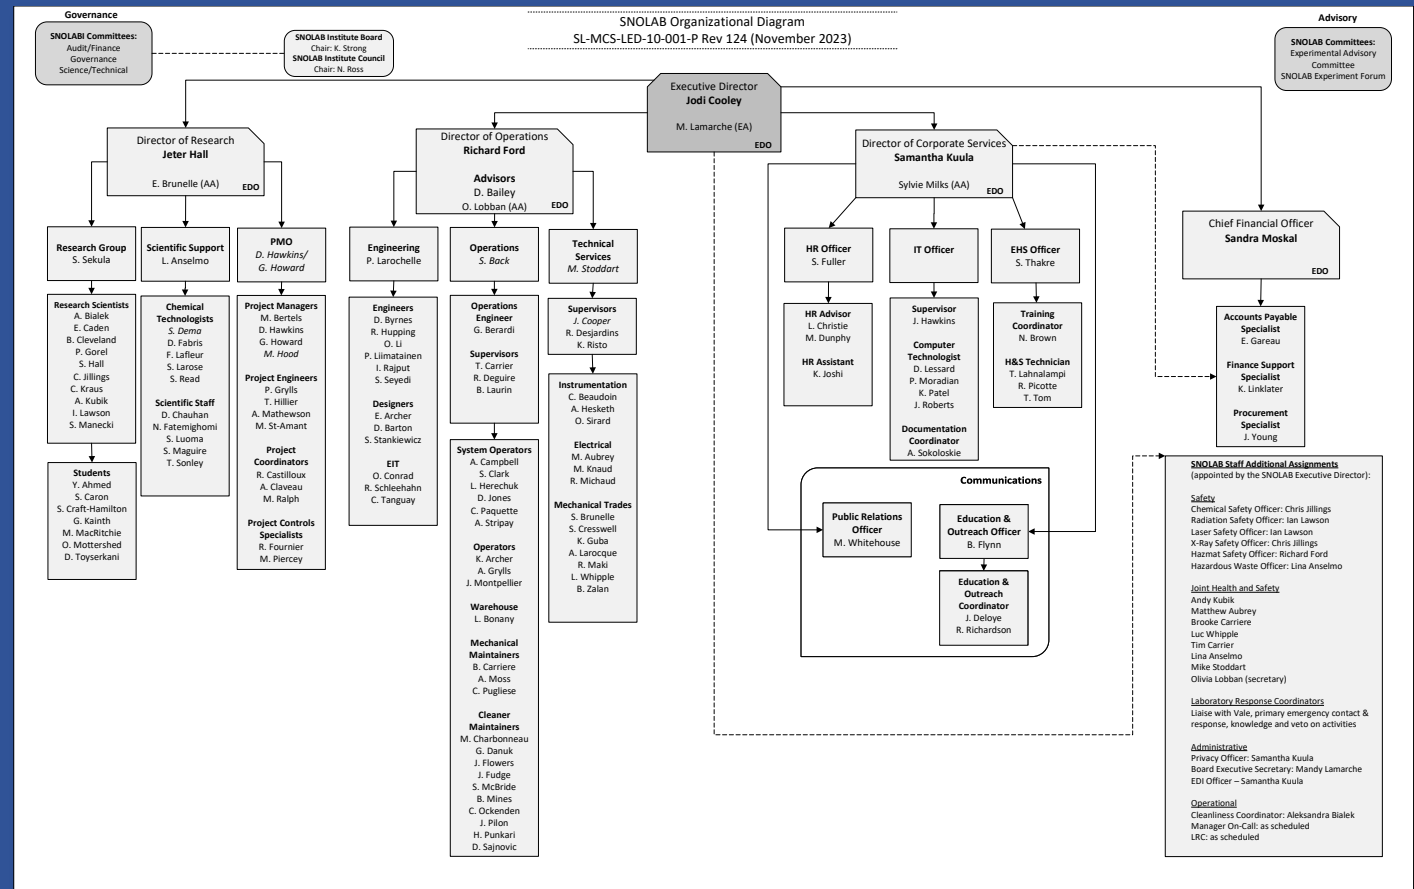 Governance
SNOLABI Committees:
Audit/Finance
Governance
Science/Technical
SNOLAB Institute Board
Chair: K. Strong
SNOLAB Institute Council
Chair: N. Ross
SNOLAB Organizational Diagram
SL-MCS-LED-10-001-P Rev 124 (November 2023)
Advisory
SNOLAB Committees:
Experimental Advisory
Committee
SNOLAB Experiment Forum
Executive Director
Jodi Cooley
M. Lamarche (EA)
EDO
Director of Research
Jeter Hall
E. Brunelle (AA)
EDO
Director of Operations
Richard Ford
Advisors
D. Bailey
O. Lobban (AA)
EDO
Director of Corporate Services
Samantha Kuula
Sylvie Milks (AA)
EDO
Chief Financial Officer
Sandra Moskal
EDO
Research Group
S. Sekula
Research Scientists
A. Bialek
E. Caden
B. Cleveland
P. Gorel
S. Hall
C. Jillings
C. Kraus
A. Kubik
I. Lawson
S. Manecki
Students
Y. Ahmed
S. Caron
S. Craft-Hamilton
G. Kainth
M. MacRitchie
O. Mottershed
D. Toyserkani
Scientific Support
L. Anselmo
Chemical
Technologists
S. Dema
D. Fabris
F. Lafleur
S. Larose
S. Read
Scientific Staff
D. Chauhan
N. Fatemighomi
S. Luoma
S. Maguire
T. Sonley
PMO
D. Hawkins/
G. Howard
Project Managers
M. Bertels
D. Hawkins
G. Howard
M. Hood
Project Engineers
P. Grylls
T. Hillier
A. Mathewson
M. St-Amant
Project
Coordinators
R. Castilloux
A. Claveau
M. Ralph
Project Controls
Specialists
R. Fournier
M. Piercey
Engineering
P. Larochelle
Engineers
D. Byrnes
R. Hupping
O. Li
P. Liimatainen
I. Rajput
S. Seyedi
Designers
E. Archer
D. Barton
S. Stankiewicz
EIT
O. Conrad
R. Schleehahn
C. Tanguay
Operations
S. Back
Operations
Engineer
G. Berardi
Supervisors
T. Carrier
R. Deguire
B. Laurin
System Operators
A. Campbell
S. Clark
L. Herechuk
D. Jones
C. Paquette
A. Stripay
Operators
K. Archer
A. Grylls
J. Montpellier
Warehouse
L. Bonany
Mechanical
Maintainers
B. Carriere
A. Moss
C. Pugliese
Cleaner
Maintainers
M. Charbonneau
G. Danuk
J. Flowers
J. Fudge
S. McBride
B. Mines
C. Ockenden
J. Pilon
H. Punkari
D. Sajnovic
Technical
Services
M. Stoddart
Supervisors
J. Cooper
R. Desjardins
K. Risto
Instrumentation
C. Beaudoin
A. Hesketh
O. Sirard
Electrical
M. Aubrey
M. Knaud
R. Michaud
Mechanical Trades
S. Brunelle
S. Cresswell
K. Guba
A. Larocque
R. Maki
L. Whipple
B. Zalan
HR Officer
S. Fuller
HR Advisor
L. Christie
M. Dunphy
HR Assistant
K. Joshi
IT Officer
Supervisor
J. Hawkins
Computer
Technologist
D. Lessard
P. Moradian
K. Patel
J. Roberts
Documentation
Coordinator
A. Sokoloskie
EHS Officer
S. Thakre
Training
Coordinator
N. Brown
H&S Technician
T. Lahnalampi
R. Picotte
T. Tom
Communications
Public Relations
Officer
M. Whitehouse
Education &
Outreach Officer
B. Flynn
Education &
Outreach
Coordinator
J. Deloye
R. Richardson
Accounts Payable
Specialist
E. Gareau
Finance Support
Specialist
K. Linklater
Procurement
Specialist
J. Young
SNOLAB Staff Additional Assignments
(appointed by the SNOLAB Executive Director):
Safety
Chemical Safety Officer: Chris Jillings
Radiation Safety Officer: Ian Lawson
Laser Safety Officer: Ian Lawson
X-Ray Safety Officer: Chris Jillings
Hazmat Safety Officer: Richard Ford
Hazardous Waste Officer: Lina Anselmo
Joint Health and Safety
Andy Kubik
Matthew Aubrey
Brooke Carriere
Luc Whipple
Tim Carrier
Lina Anselmo
Mike Stoddart
Olivia Lobban (secretary)
Laboratory Response Coordinators
Liaise with Vale, primary emergency contact &
response, knowledge and veto on activities
Administrative
Privacy Officer: Samantha Kuula
Board Executive Secretary: Mandy Lamarche
EDI Officer – Samantha Kuula
Operational
Cleanliness Coordinator: Aleksandra Bialek
Manager On-Call: as scheduled
LRC: as scheduled